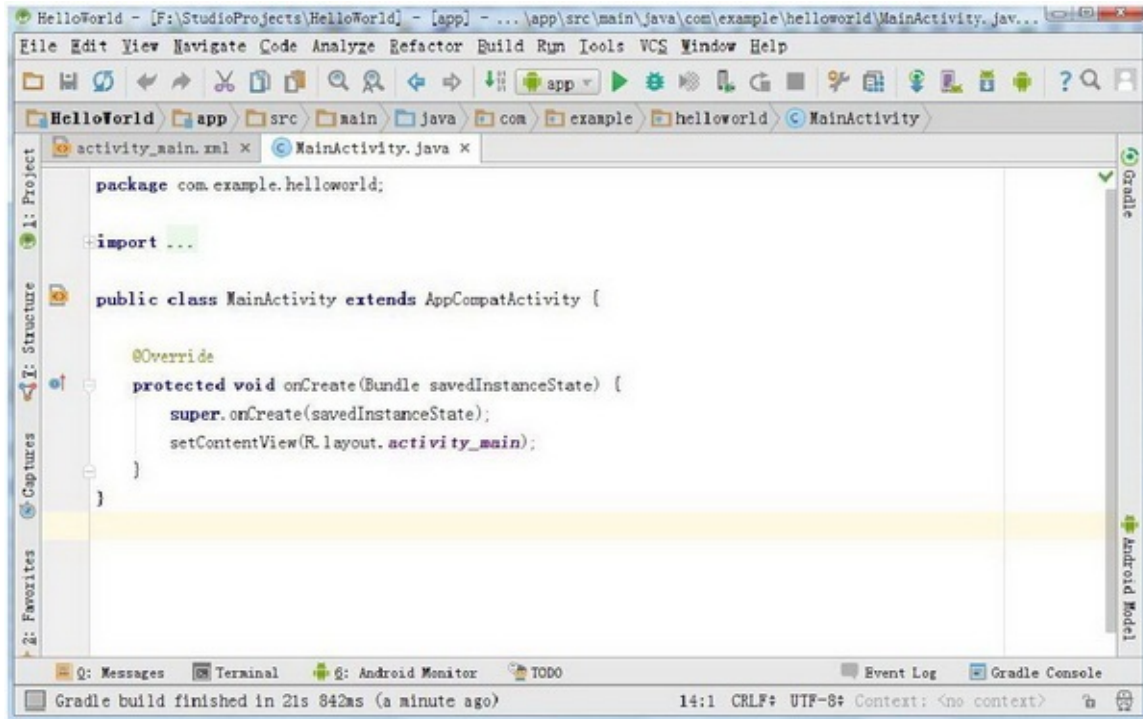 HelloWorld - [F:\StudioProjects\HelloWorld] - [app] - ...\app\src\main\java\com\example\helloworld\MainActivity.jav...
File Edit View Navigate Code Analyze Refactor Build Run Tools VCS Window Help
app
HelloWorld app src main java com example helloworld MainActivity
activity_main.xml MainActivity.java
1: Project
7: Structure
Captures
2: Favorites
package com.example.helloworld;
import ...
public class MainActivity extends AppCompatActivity {
@Override
protected void onCreate(Bundle savedInstanceState) {
super.onCreate(savedInstanceState);
setContentView(R.layout.activity_main);
}
}
Gradle
Android Model
0: Messages Terminal 6: Android Monitor TODO Event Log Gradle Console
Gradle build finished in 21s 842ms (a minute ago) 14:1 CRLF UTF-8 Context: <no context>